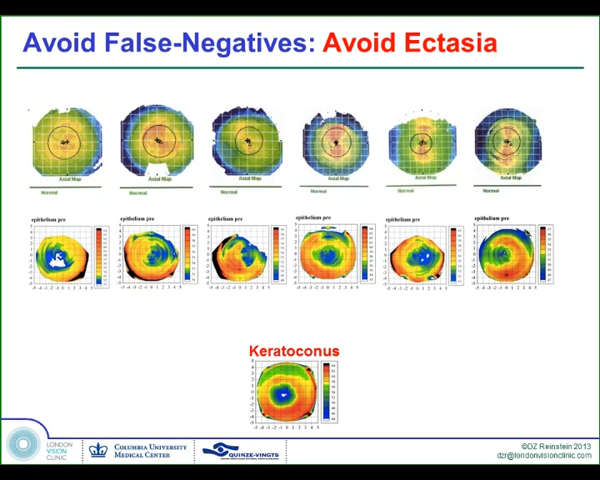 Avoid False-Negatives: Avoid Ectasia
Axial Map
Axial Map
Axial Map
Axial Map
Axial Map
Axial Map
Normal
Normal
Normal
Normal
Normal
Normal
epithelium pre
epithelium pre
epithelium pre
epithelium pre
epithelium pre
epithelium pre
Keratoconus
LONDON
VISION
CLINIC
COLUMBIA UNIVERSITY
MEDICAL CENTER
QUINZE-VINGTS
©DZ Reinstein 2013
dzr@londonvisionclinic.com